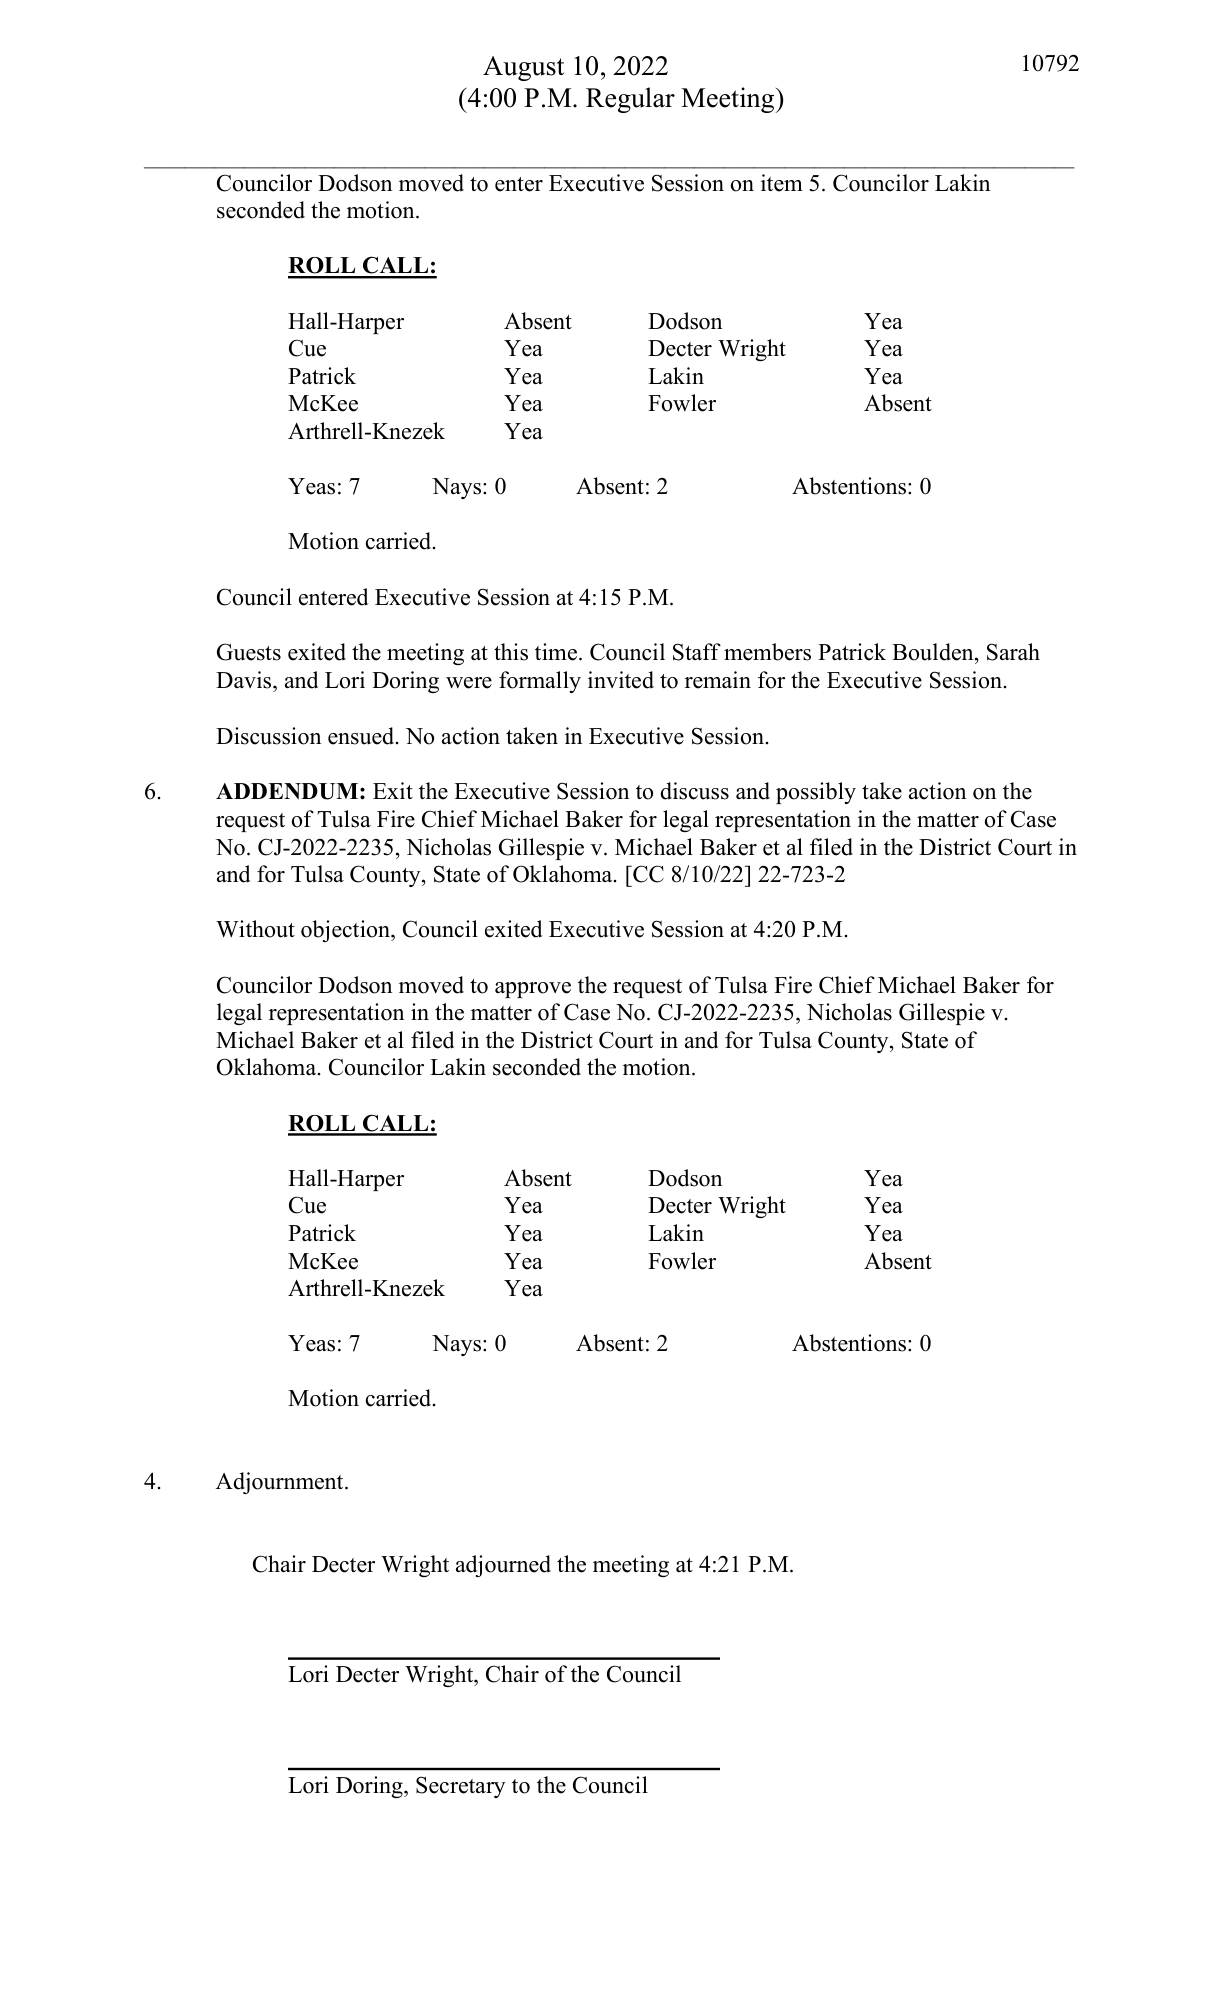 August 10, 2022
10792
(4:00 P.M. Regular Meeting)
Councilor Dodson moved to enter Executive Session on item 5. Councilor Lakin
seconded the motion.
ROLL CALL:
Hall-Harper Absent Dodson Yea
Cue Yea Decter Wright Yea
Patrick Yea Lakin Yea
McKee Yea Fowler Absent
Arthrell-Knezek Yea
Yeas: 7 Nays: 0 Absent: 2 Abstentions: 0
Motion carried.
Council entered Executive Session at 4:15 P.M.
Guests exited the meeting at this time. Council Staff members Patrick Boulden, Sarah
Davis, and Lori Doring were formally invited to remain for the Executive Session.
Discussion ensued. No action taken in Executive Session.
6. ADDENDUM: Exit the Executive Session to discuss and possibly take action on the
request of Tulsa Fire Chief Michael Baker for legal representation in the matter of Case
No. CJ-2022-2235, Nicholas Gillespie v. Michael Baker et al filed in the District Court in
and for Tulsa County, State of Oklahoma. [CC 8/10/22] 22-723-2
Without objection, Council exited Executive Session at 4:20 P.M.
Councilor Dodson moved to approve the request of Tulsa Fire Chief Michael Baker for
legal representation in the matter of Case No. CJ-2022-2235, Nicholas Gillespie v.
Michael Baker et al filed in the District Court in and for Tulsa County, State of
Oklahoma. Councilor Lakin seconded the motion.
ROLL CALL:
Hall-Harper Absent Dodson Yea
Cue Yea Decter Wright Yea
Patrick Yea Lakin Yea
McKee Yea Fowler Absent
Arthrell-Knezek Yea
Yeas: 7 Nays: 0 Absent: 2 Abstentions: 0
Motion carried.
4. Adjournment.
Chair Decter Wright adjourned the meeting at 4:21 P.M.
Lori Decter Wright, Chair of the Council
Lori Doring, Secretary to the Council